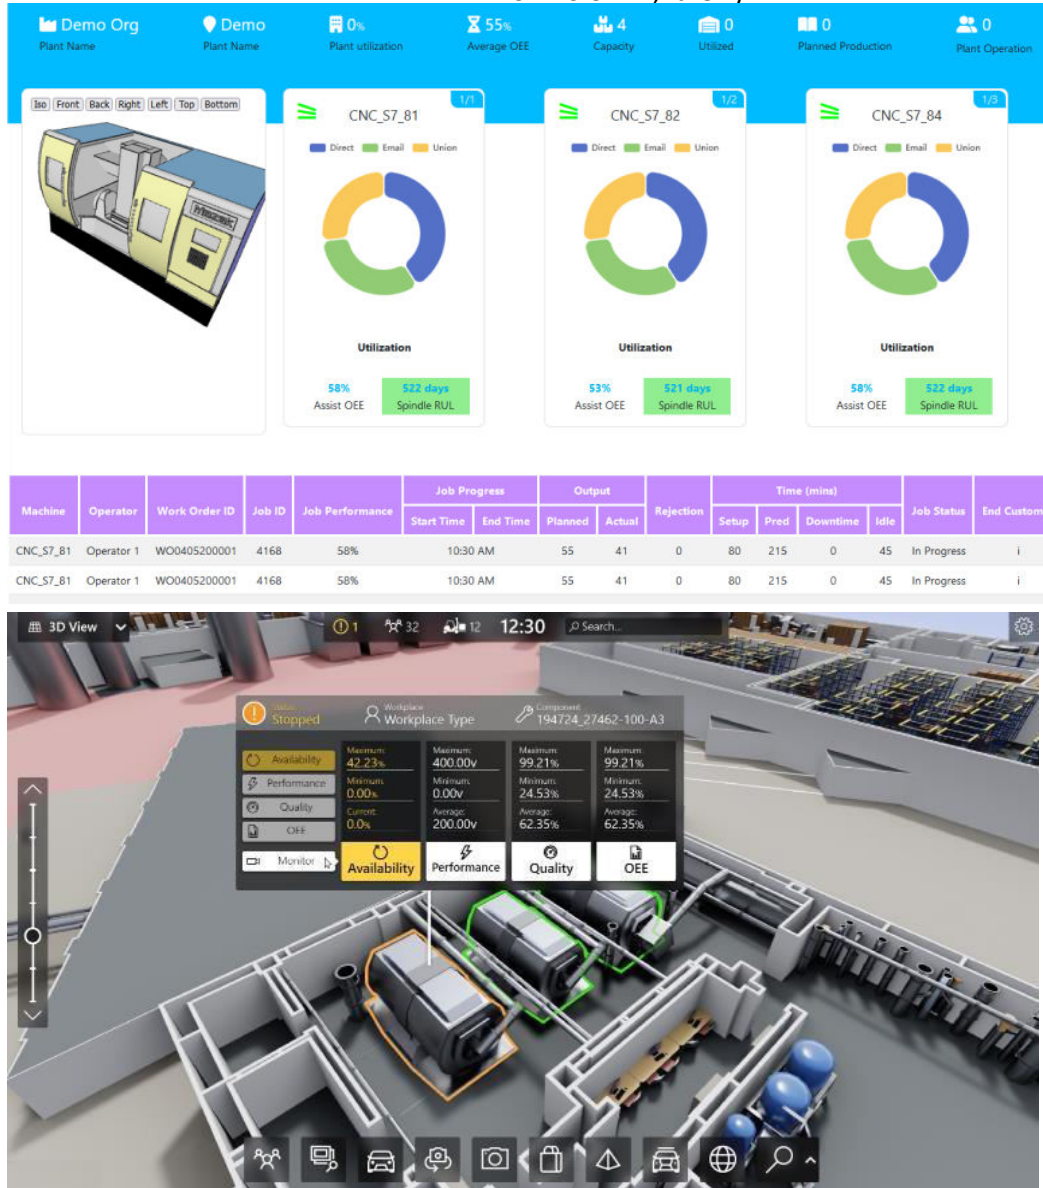 Demo Org
Plant Name
Demo
Plant Name
0%
Plant utilization
55%
Average OEE
4
Capacity
0
Utilized
0
Planned Production
0
Plant Operation
Iso Front Back Right Left Top Bottom
1/1
CNC_S7_81
Direct Email Union
Utilization
58%
Assist OEE
522 days
Spindle RUL
1/2
CNC_S7_82
Direct Email Union
Utilization
53%
Assist OEE
521 days
Spindle RUL
1/3
CNC_S7_84
Direct Email Union
Utilization
58%
Assist OEE
522 days
Spindle RUL
Machine Operator Work Order ID Job ID Job Performance Job Progress Output Rejection Time (mins) Job Status End Custom
Start Time End Time Planned Actual Setup Pred Downtime Idle
CNC_S7_81 Operator 1 WO0405200001 4168 58% 10:30 AM 55 41 0 80 215 0 45 In Progress i
CNC_S7_81 Operator 1 WO0405200001 4168 58% 10:30 AM 55 41 0 80 215 0 45 In Progress i
3D View 1 32 12 12:30 Search...
Status
Stopped
Workplace
Workplace Type
Component
194724_27462-100-A3
Availability
Performance
Quality
OEE
Monitor
Maximum:
42.23%
Minimum:
0.00%
Current:
0.0%
Availability
Maximum:
400.00v
Minimum:
0.00v
Average:
200.00v
Performance
Maximum:
99.21%
Minimum:
24.53%
Average:
62.35%
Quality
Maximum:
99.21%
Minimum:
24.53%
Average:
62.35%
OEE